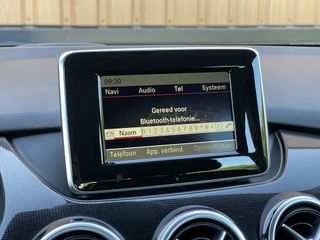 09:30
Navi Audio Tel Systeem
Gereed voor
Bluetooth-telefonie...
Naam 0 1 2 3 4 5 6 7 8 9 * # +
Telefoon App. verbind. Oproeplijsten